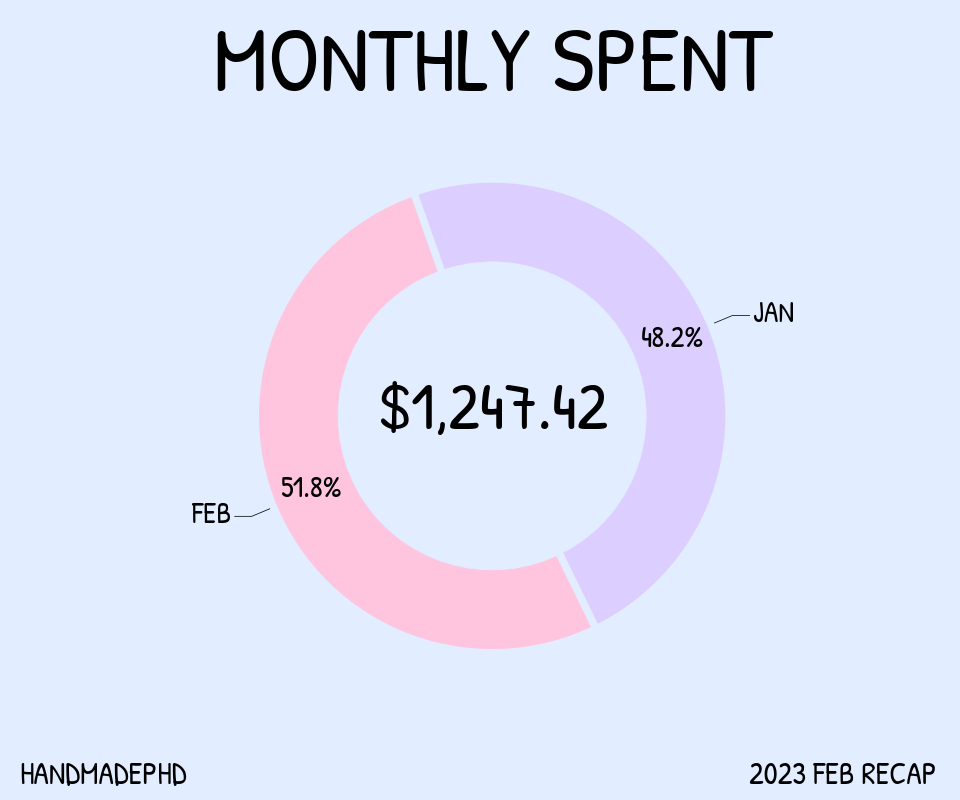 MONTHLY SPENT
JAN
48.2%
$1,247.42
51.8%
FEB
HANDMADEPHD
2023 FEB RECAP